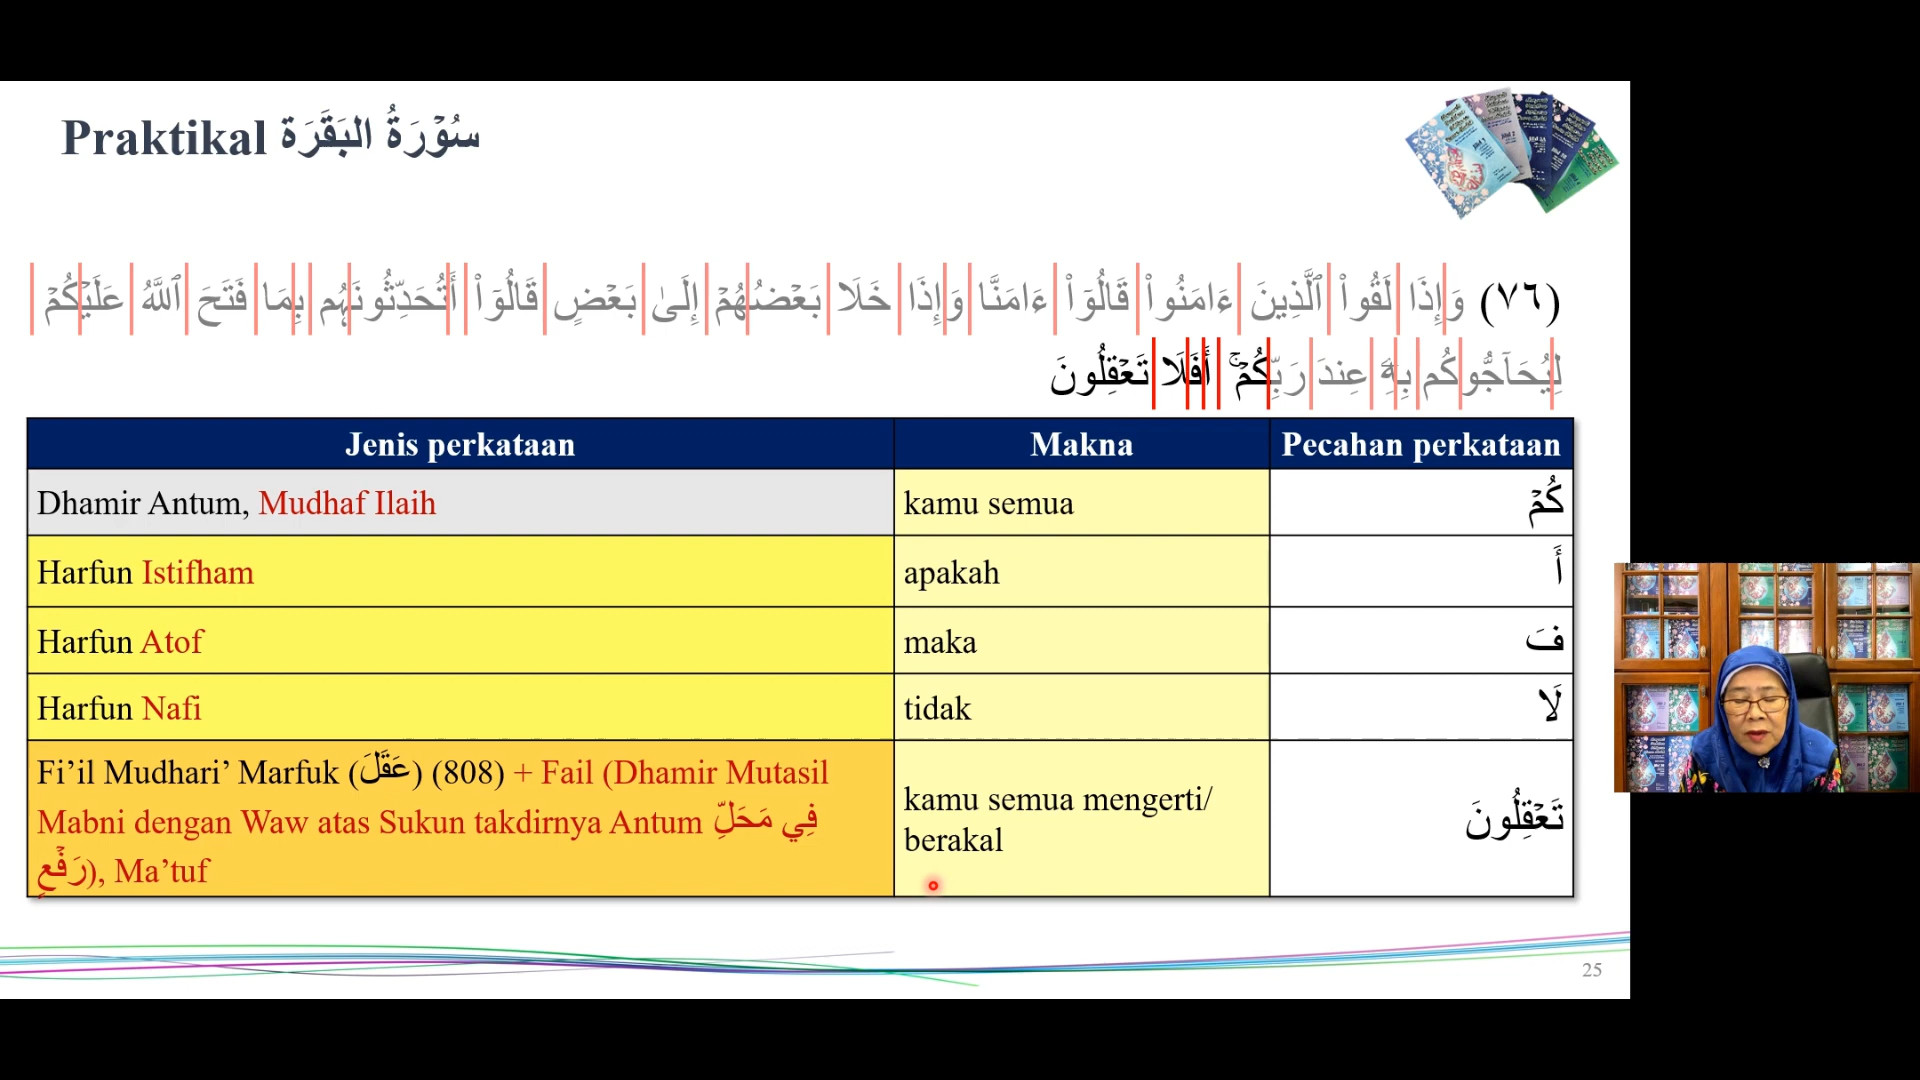 Praktikal سُوْرَةُ البَقَرَة
(٧٦) وَإِذَا لَقُوا۟ ٱلَّذِينَ ءَامَنُوا۟ قَالُوٓا۟ ءَامَنَّا وَإِذَا خَلَا بَعْضُهُمْ إِلَىٰ بَعْضٍ قَالُوٓا۟ أَتُحَدِّثُونَهُم بِمَا فَتَحَ ٱللَّهُ عَلَيْكُمْ
لِيُحَآجُّوكُم بِهِۦ عِندَ رَبِّكُمْ ۚ أَفَلَا تَعْقِلُونَ
Jenis perkataan Makna Pecahan perkataan
Dhamir Antum, Mudhaf Ilaih kamu semua كُمْ
Harfun Istifham apakah أَ
Harfun Atof maka فَ
Harfun Nafi tidak لَا
Fi’il Mudhari’ Marfuk (عَقَلَ) (808) + Fail (Dhamir Mutasil
Mabni dengan Waw atas Sukun takdirnya Antum فِي مَحَلِّ
رَفْعٍ), Ma’tuf
kamu semua mengerti/
berakal
تَعْقِلُونَ
25